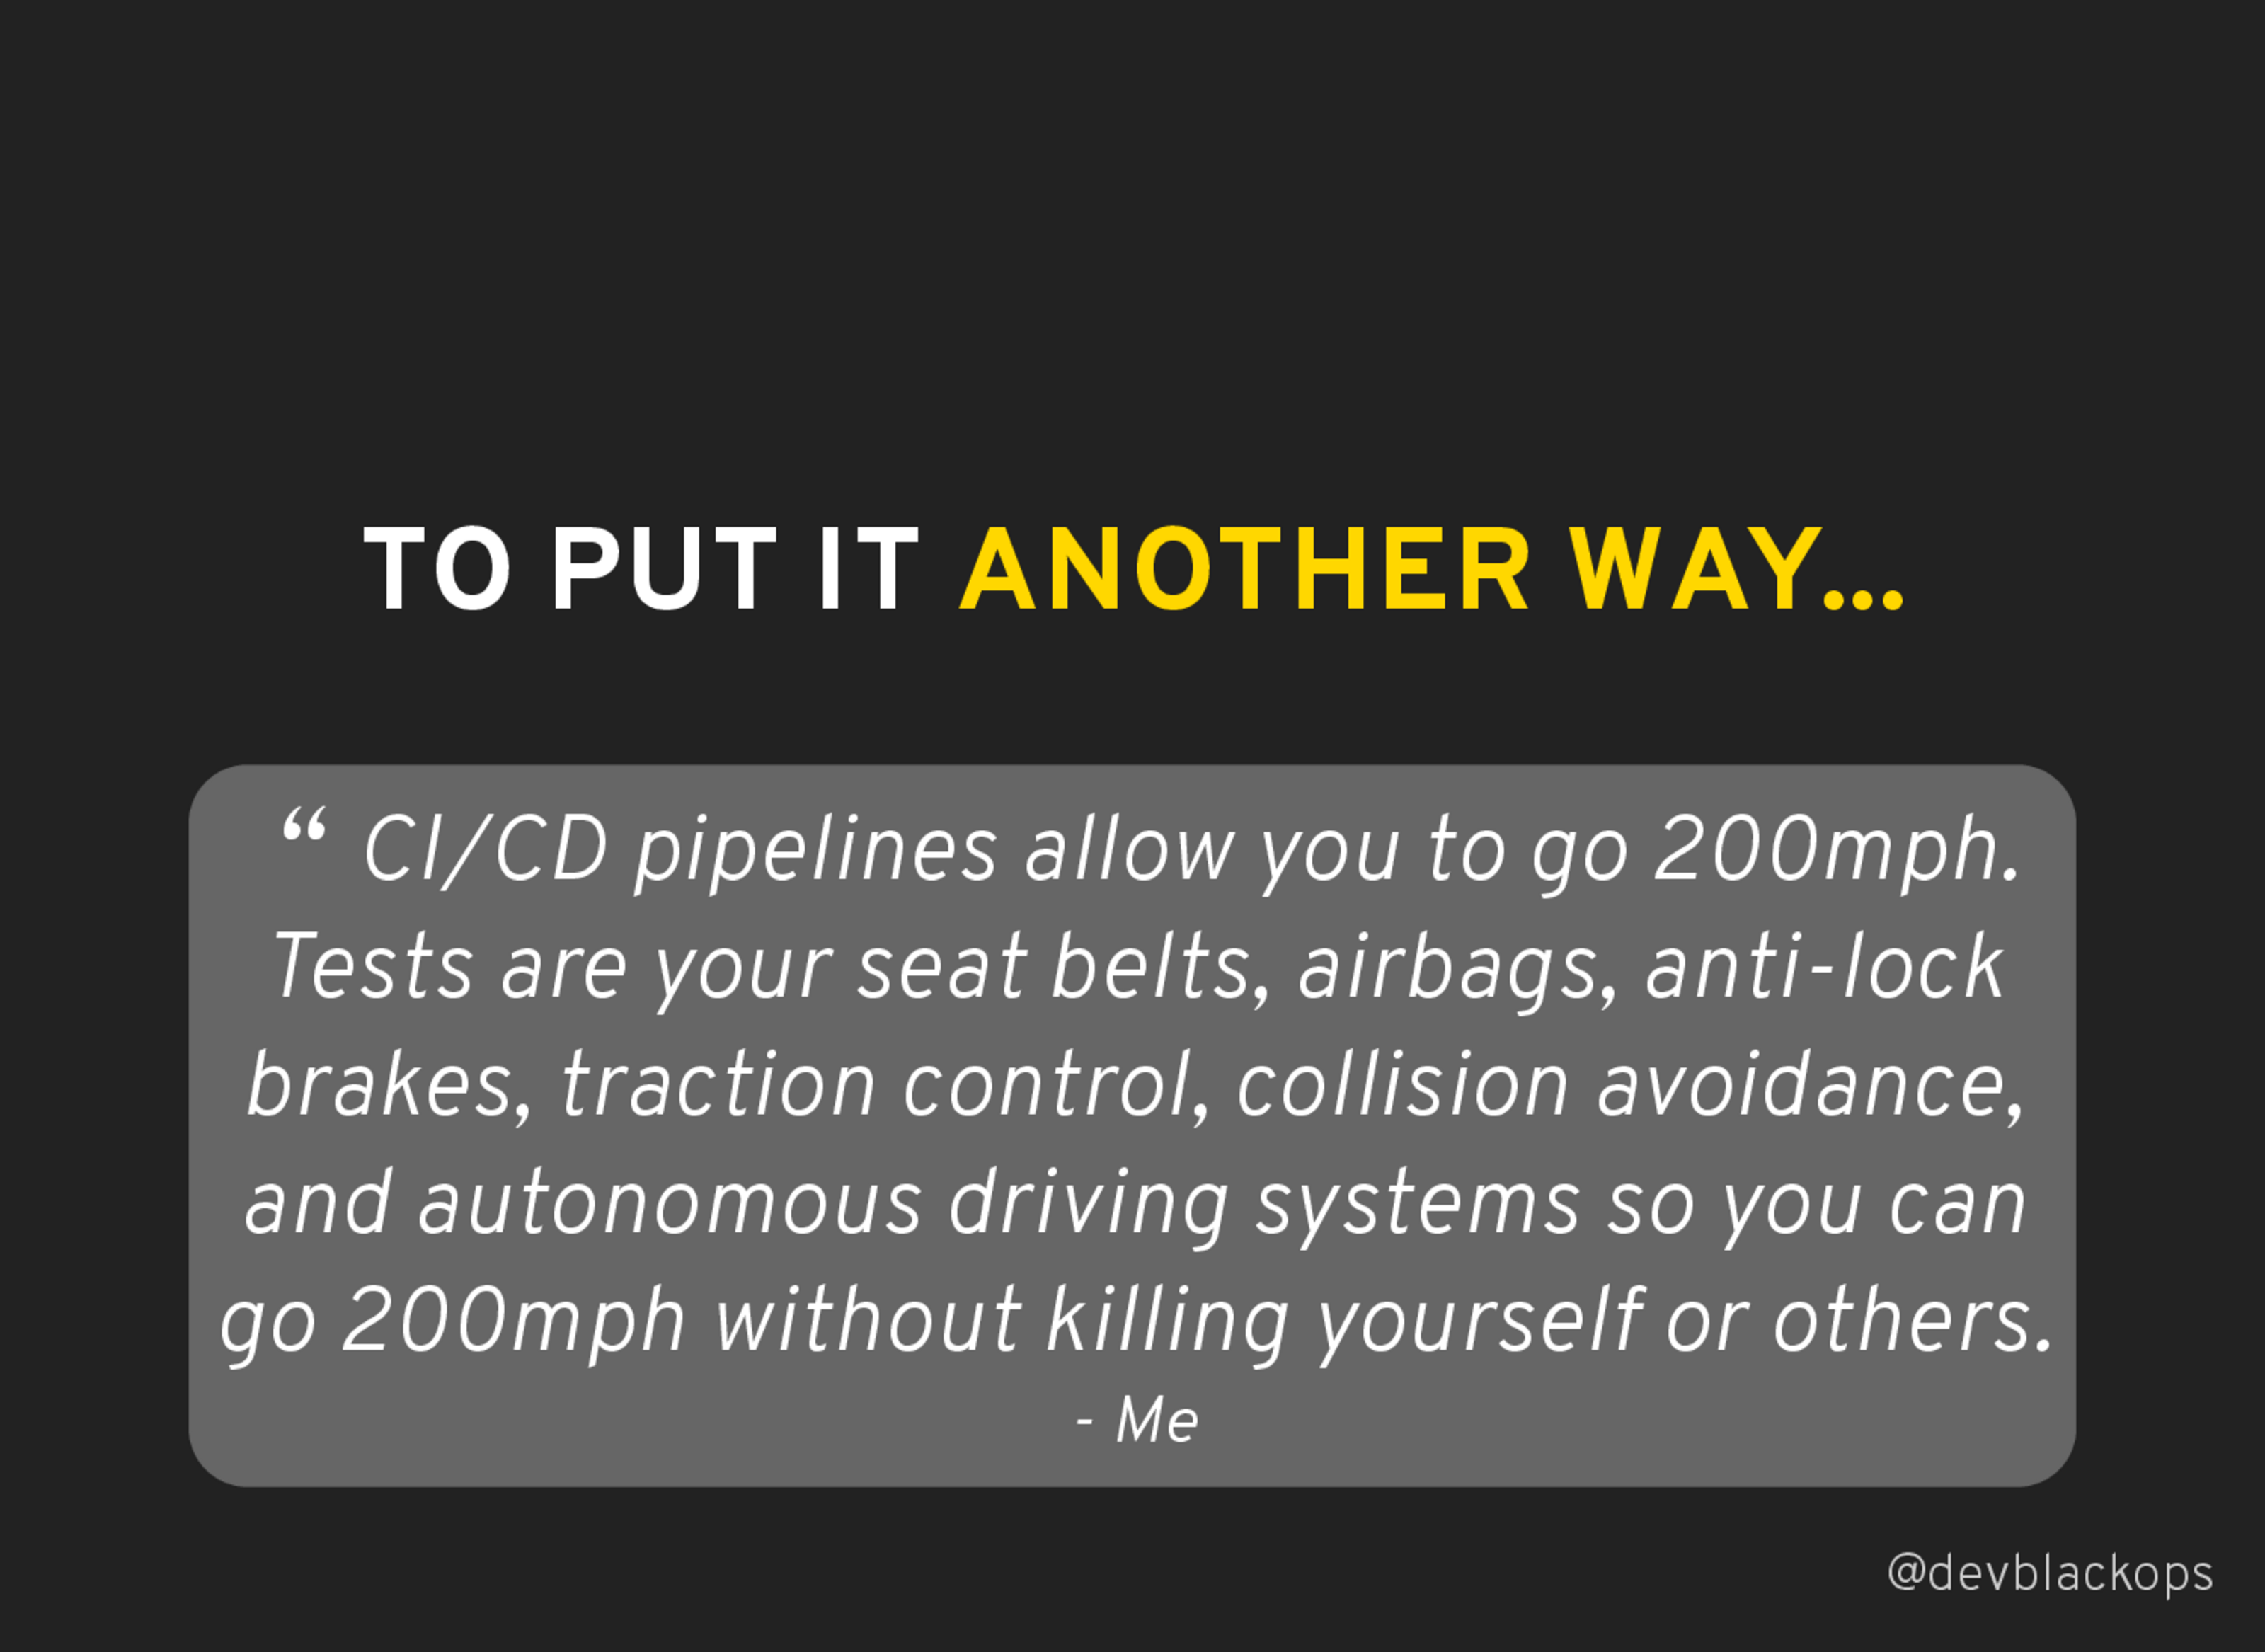 TO PUT IT ANOTHER WAY...
“ CI/CD pipelines allow you to go 200mph.
Tests are your seat belts, airbags, anti-lock
brakes, traction control, collision avoidance,
and autonomous driving systems so you can
go 200mph without killing yourself or others.
- Me
@devblackops